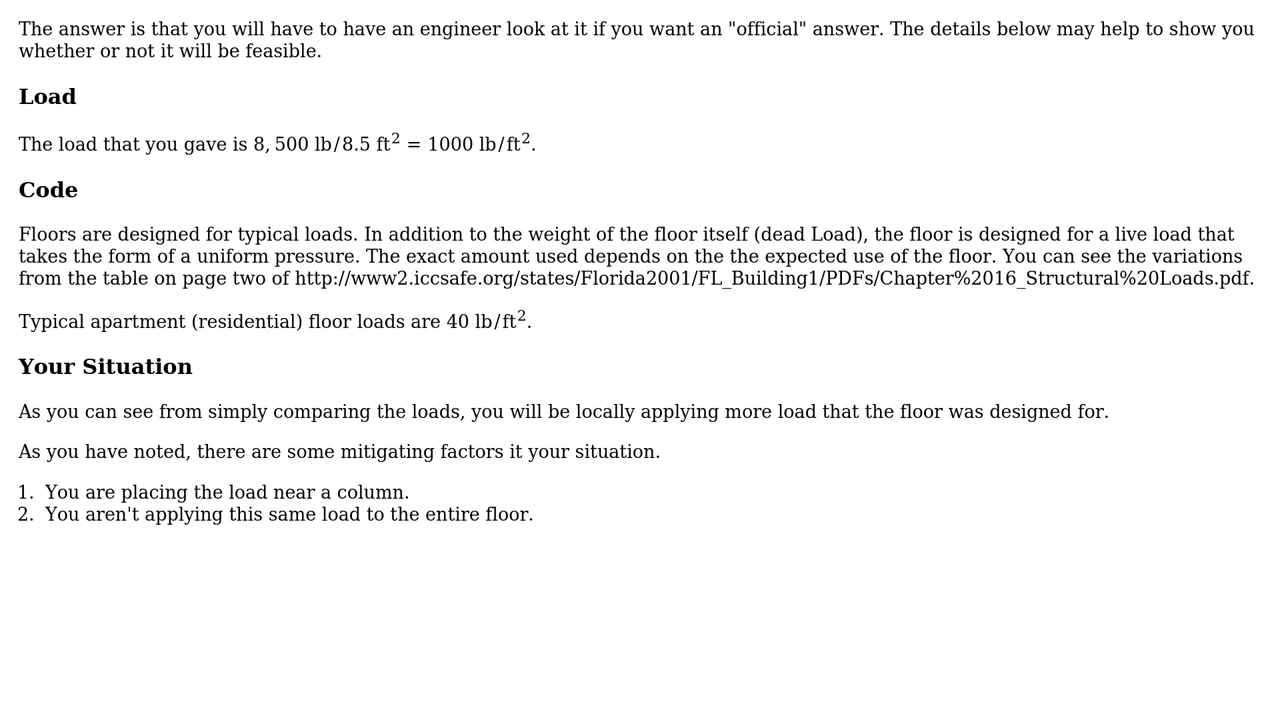 The answer is that you will have to have an engineer look at it if you want an "official" answer. The details below may help to show you
whether or not it will be feasible.
Load
The load that you gave is 8, 500 lb/8.5 ft² = 1000 lb/ft².
Code
Floors are designed for typical loads. In addition to the weight of the floor itself (dead Load), the floor is designed for a live load that
takes the form of a uniform pressure. The exact amount used depends on the the expected use of the floor. You can see the variations
from the table on page two of http://www2.iccsafe.org/states/Florida2001/FL_Building1/PDFs/Chapter%2016_Structural%20Loads.pdf.
Typical apartment (residential) floor loads are 40 lb/ft².
Your Situation
As you can see from simply comparing the loads, you will be locally applying more load that the floor was designed for.
As you have noted, there are some mitigating factors it your situation.
1. You are placing the load near a column.
2. You aren't applying this same load to the entire floor.